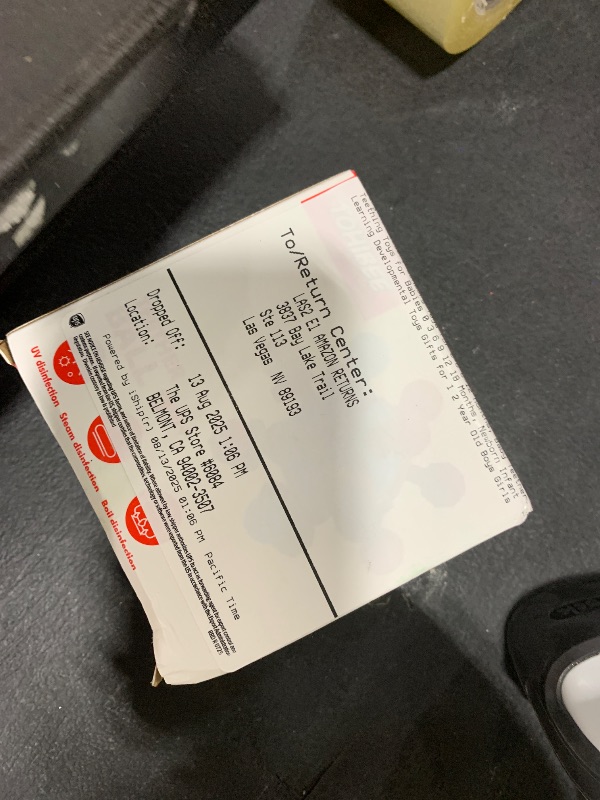 Teething Toys for Babies 0 3 6 9 12 18 Months, Newborn Infant
Learning Developmental Toys Gifts for 1 2 Year Old Boys Girls
To/Return Center:
LAS2 E1 AMAZON RETURNS
3837 Bay Lake Trail
Ste 113
Las Vegas NV 89193
Dropped Off: 13 Aug 2025 1:06 PM
Location: The UPS Store #6084
BELMONT, CA 94002-3507
Powered by iShip(r) 08/13/2025 01:06 PM Pacific Time
UV disinfection
Steam disinfection
Boil disinfection